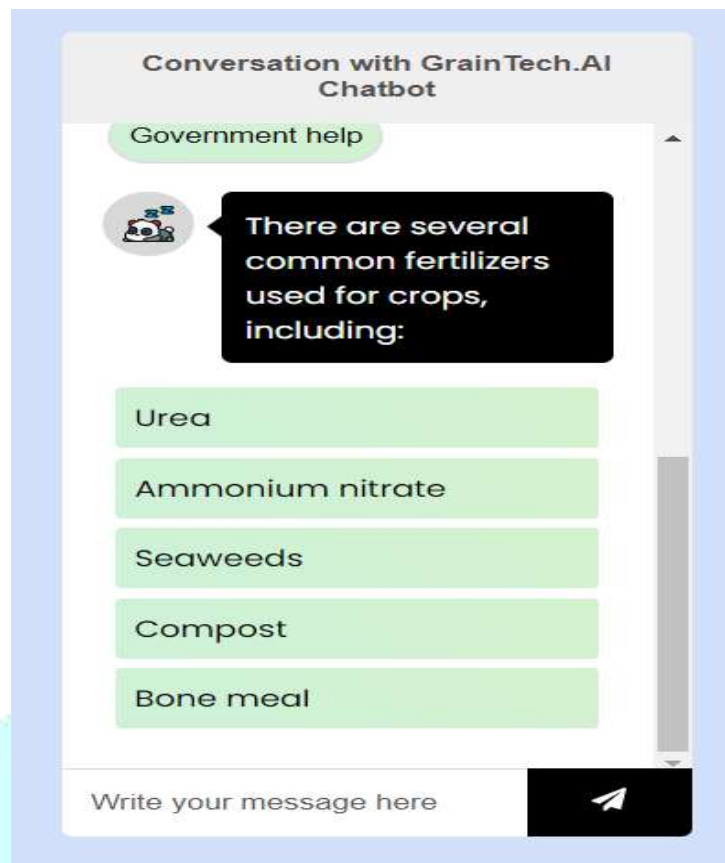 Conversation with GrainTech.AI
Chatbot
Government help
There are several
common fertilizers
used for crops,
including:
Urea
Ammonium nitrate
Seaweeds
Compost
Bone meal
Write your message here